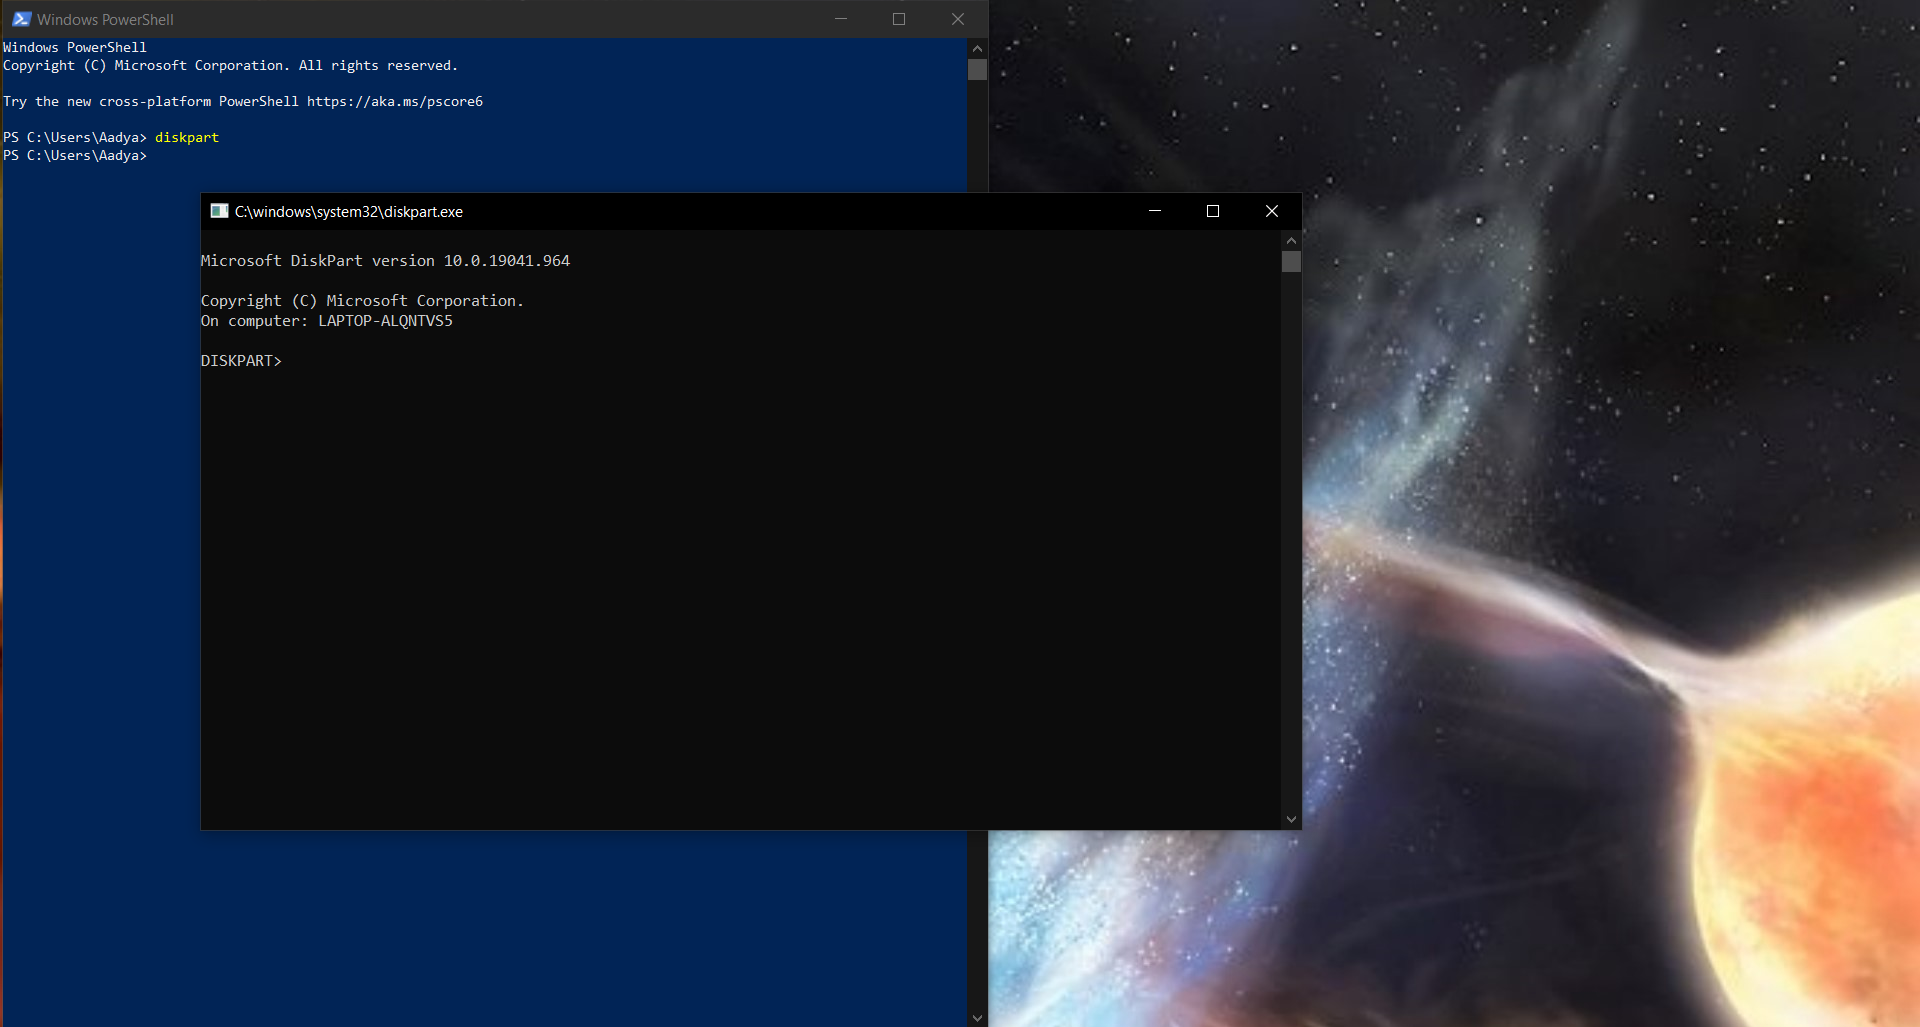 Windows PowerShell
Windows PowerShell
Copyright (C) Microsoft Corporation. All rights reserved.
Try the new cross-platform PowerShell https://aka.ms/pscore6
PS C:\Users\Aadya> diskpart
PS C:\Users\Aadya>
C:\windows\system32\diskpart.exe
Microsoft DiskPart version 10.0.19041.964
Copyright (C) Microsoft Corporation.
On computer: LAPTOP-ALQNTVS5
DISKPART>